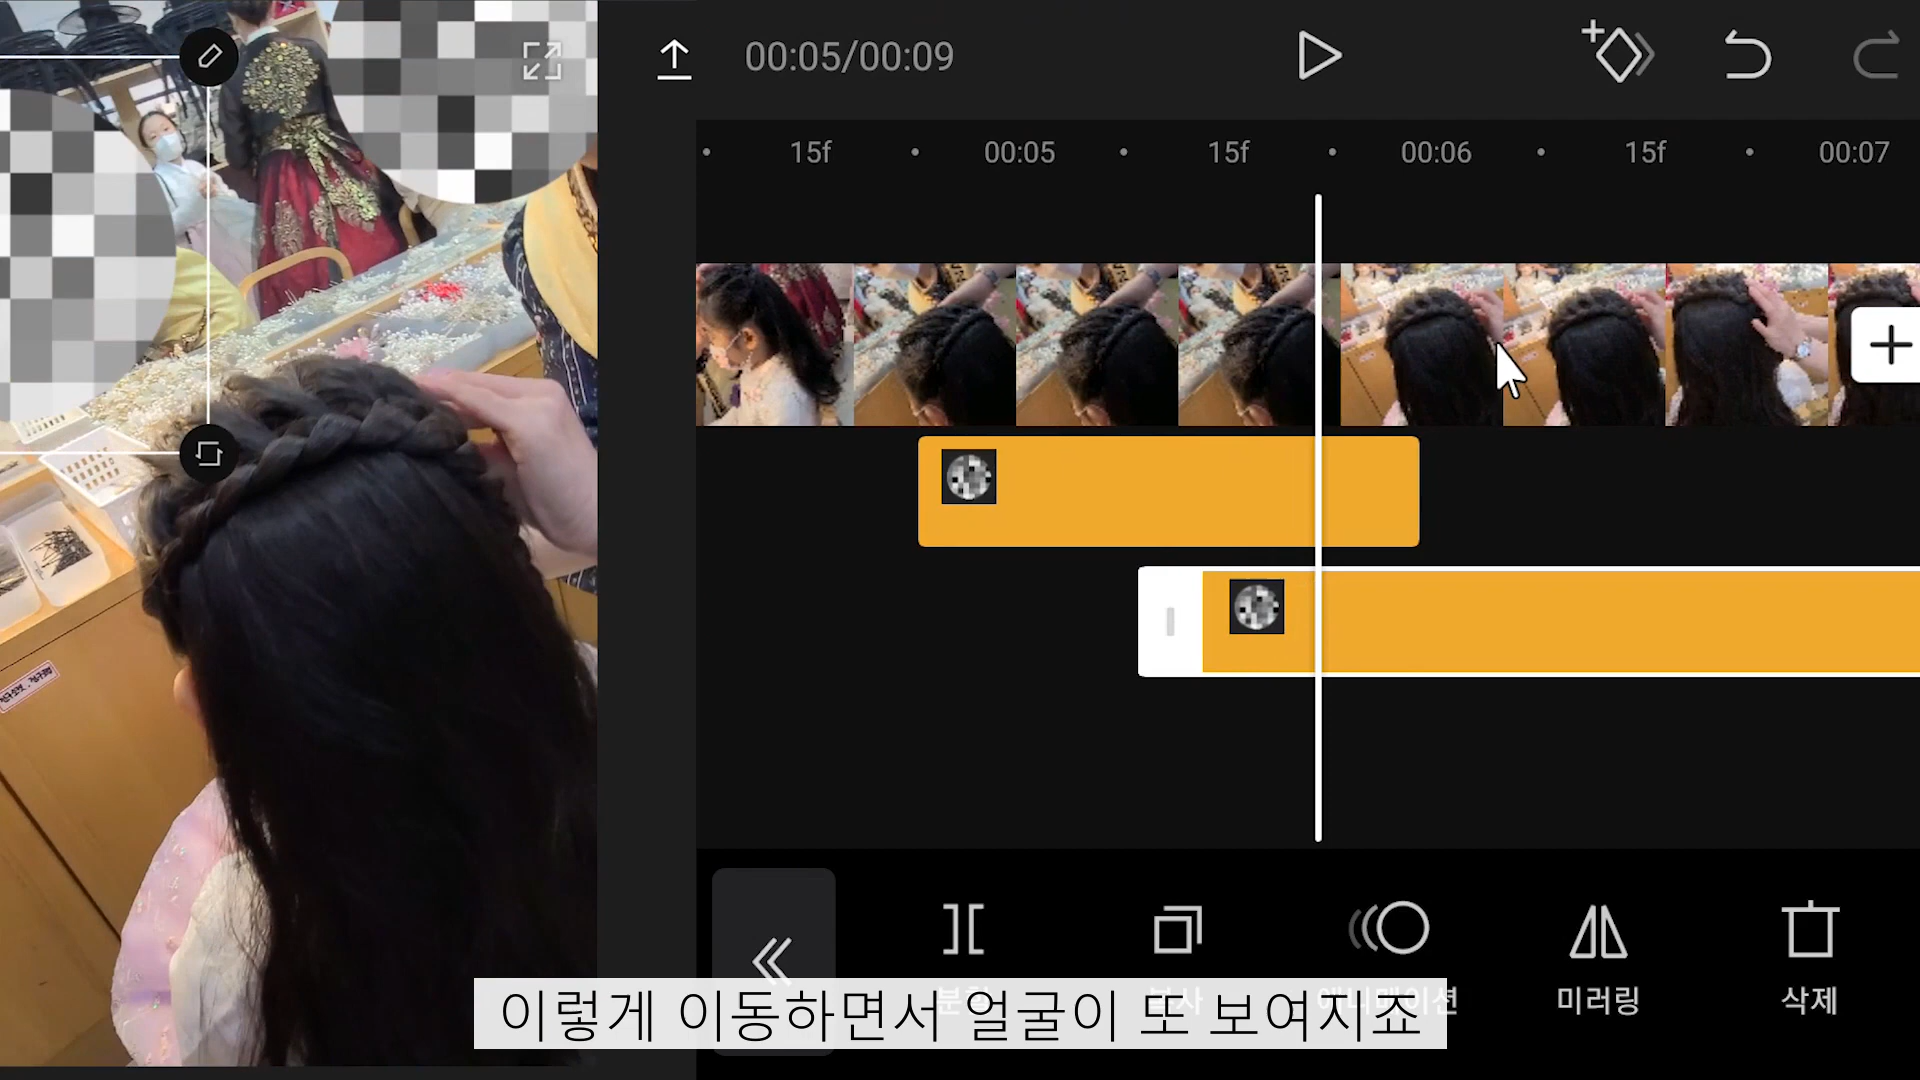 00:05/00:09
15f
00:05
15f
00:06
15f
00:07
이렇게 이동하면서 얼굴이 또 보여지죠
미러링
삭제